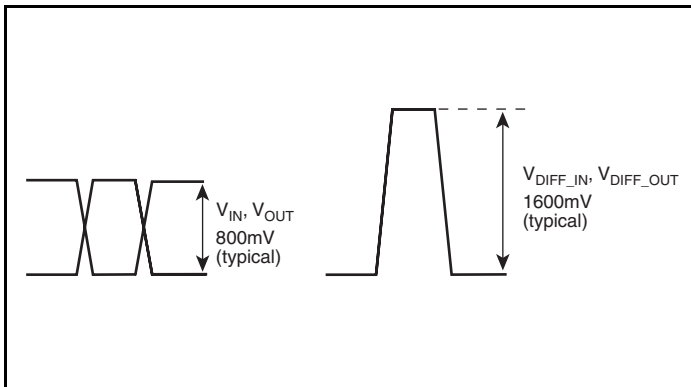 V_IN, V_OUT
800mV
(typical)
V_DIFF_IN, V_DIFF_OUT
1600mV
(typical)